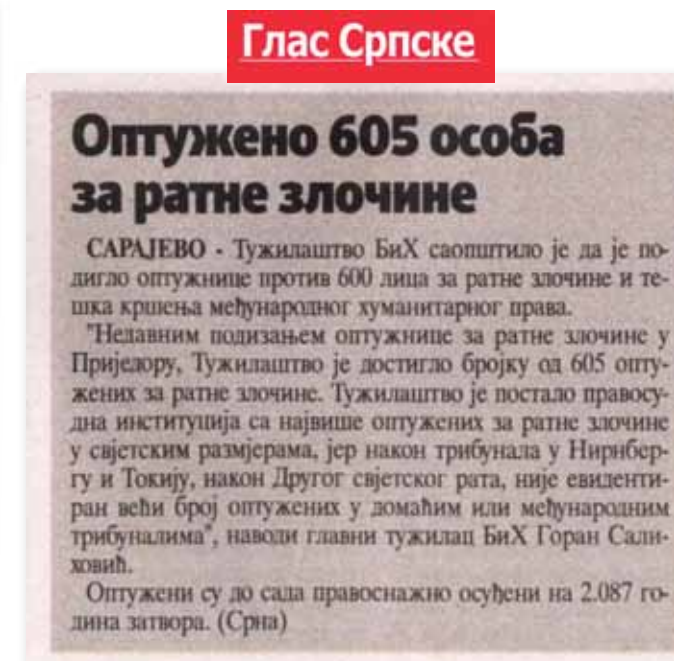 Глас Српске
Оптужено 605 особа
за ратне злочине
САРАЈЕВО - Тужилаштво БиХ саопштило је да је по-
дигло оптужнице против 600 лица за ратне злочине и те-
шка кршења међународног хуманитарног права.
"Недавним подизањем оптужнице за ратне злочине у
Приједору, Тужилаштво је достигло бројку од 605 опту-
жених за ратне злочине. Тужилаштво је постало правосу-
дна институција са највише оптужених за ратне злочине
у свјетским размјерама, јер након трибунала у Нирнбер-
гу и Токију, након Другог свјетског рата, није евиденти-
ран већи број оптужених у домаћим или међународним
трибуналима", наводи главни тужилац БиХ Горан Сали-
ховић.
Оптужени су до сада правоснажно осуђени на 2.087 го-
дина затвора. (Срна)